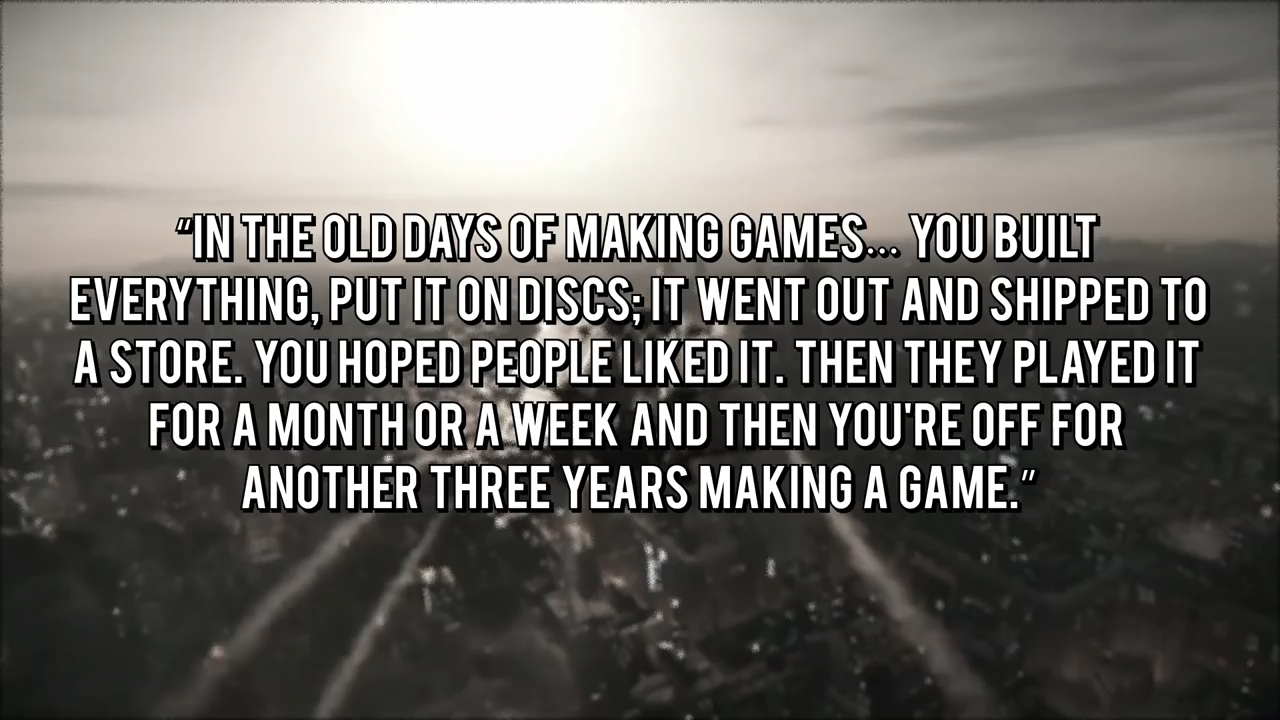 "IN THE OLD DAYS OF MAKING GAMES... YOU BUILT
EVERYTHING, PUT IT ON DISCS; IT WENT OUT AND SHIPPED TO
A STORE. YOU HOPED PEOPLE LIKED IT. THEN THEY PLAYED IT
FOR A MONTH OR A WEEK AND THEN YOU'RE OFF FOR
ANOTHER THREE YEARS MAKING A GAME."